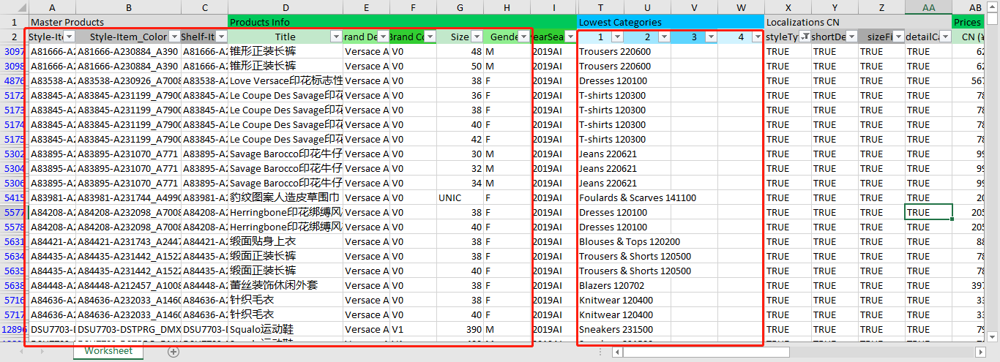 A B C D E F G H I T U V W X Y Z AA AB
1 Master Products Products Info Lowest Categories Localizations CN Prices
2 Style-Ite Style-Item_Color Shelf-It Title rand De Brand Co Size Gende earSea 1 2 3 4 styleTy shortDe sizeFi detailCa CN (¥
3097 A81666-A2 A81666-A230884_A390 A81666-A2 锥形正装长裤 Versace A V0 48 M 2019AI Trousers 220600 TRUE TRUE TRUE TRUE 62
3098 A81666-A2 A81666-A230884_A390 A81666-A2 锥形正装长裤 Versace A V0 50 M 2019AI Trousers 220600 TRUE TRUE TRUE TRUE 62
4876 A83538-A2 A83538-A230926_A7008 A83538-A2 Love Versace印花标志性 Versace A V0 38 F 2019AI Dresses 120100 TRUE TRUE TRUE TRUE 567
5172 A83845-A2 A83845-A231199_A7900 A83845-A2 Le Coupe Des Savage印花 Versace A V0 36 F 2019AI T-shirts 120300 TRUE TRUE TRUE TRUE 78
5173 A83845-A2 A83845-A231199_A7900 A83845-A2 Le Coupe Des Savage印花 Versace A V0 38 F 2019AI T-shirts 120300 TRUE TRUE TRUE TRUE 78
5174 A83845-A2 A83845-A231199_A7900 A83845-A2 Le Coupe Des Savage印花 Versace A V0 40 F 2019AI T-shirts 120300 TRUE TRUE TRUE TRUE 78
5175 A83845-A2 A83845-A231199_A7900 A83845-A2 Le Coupe Des Savage印花 Versace A V0 42 F 2019AI T-shirts 120300 TRUE TRUE TRUE TRUE 78
5302 A83895-A2 A83895-A231070_A771 A83895-A2 Savage Barocco印花牛仔 Versace A V0 30 M 2019AI Jeans 220621 TRUE TRUE TRUE TRUE 99
5304 A83895-A2 A83895-A231070_A771 A83895-A2 Savage Barocco印花牛仔 Versace A V0 32 M 2019AI Jeans 220621 TRUE TRUE TRUE TRUE 99
5306 A83895-A2 A83895-A231070_A771 A83895-A2 Savage Barocco印花牛仔 Versace A V0 34 M 2019AI Jeans 220621 TRUE TRUE TRUE TRUE 99
5415 A83981-A2 A83981-A231744_A4990 A83981-A2 豹纹图案人造皮草围巾 Versace A V0 UNIC F 2019AI Foulards & Scarves 141100 TRUE TRUE TRUE TRUE 20
5577 A84208-A2 A84208-A232098_A7008 A84208-A2 Herringbone印花绑缚风 Versace A V0 38 F 2019AI Dresses 120100 TRUE TRUE TRUE TRUE 205
5578 A84208-A2 A84208-A232098_A7008 A84208-A2 Herringbone印花绑缚风 Versace A V0 40 F 2019AI Dresses 120100 TRUE TRUE TRUE TRUE 205
5631 A84421-A2 A84421-A231743_A2447 A84421-A2 缎面贴身上衣 Versace A V0 38 F 2019AI Blouses & Tops 120200 TRUE TRUE TRUE TRUE 88
5634 A84435-A2 A84435-A231442_A1522 A84435-A2 缎面正装长裤 Versace A V0 38 F 2019AI Trousers & Shorts 120500 TRUE TRUE TRUE TRUE 78
5635 A84435-A2 A84435-A231442_A1522 A84435-A2 缎面正装长裤 Versace A V0 40 F 2019AI Trousers & Shorts 120500 TRUE TRUE TRUE TRUE 78
5638 A84448-A2 A84448-A212457_A1008 A84448-A2 蕾丝装饰休闲外套 Versace A V0 38 F 2019AI Blazers 120702 TRUE TRUE TRUE TRUE 397
5716 A84636-A2 A84636-A232033_A1460 A84636-A2 针织毛衣 Versace A V0 38 F 2019AI Knitwear 120400 TRUE TRUE TRUE TRUE 33
5717 A84636-A2 A84636-A232033_A1460 A84636-A2 针织毛衣 Versace A V0 40 F 2019AI Knitwear 120400 TRUE TRUE TRUE TRUE 33
12896 DSU7703-D DSU7703-DSTPRG_DMX DSU7703-D Squalo运动鞋 Versace A V1 390 M 2019AI Sneakers 231500 TRUE TRUE TRUE TRUE 79
Worksheet